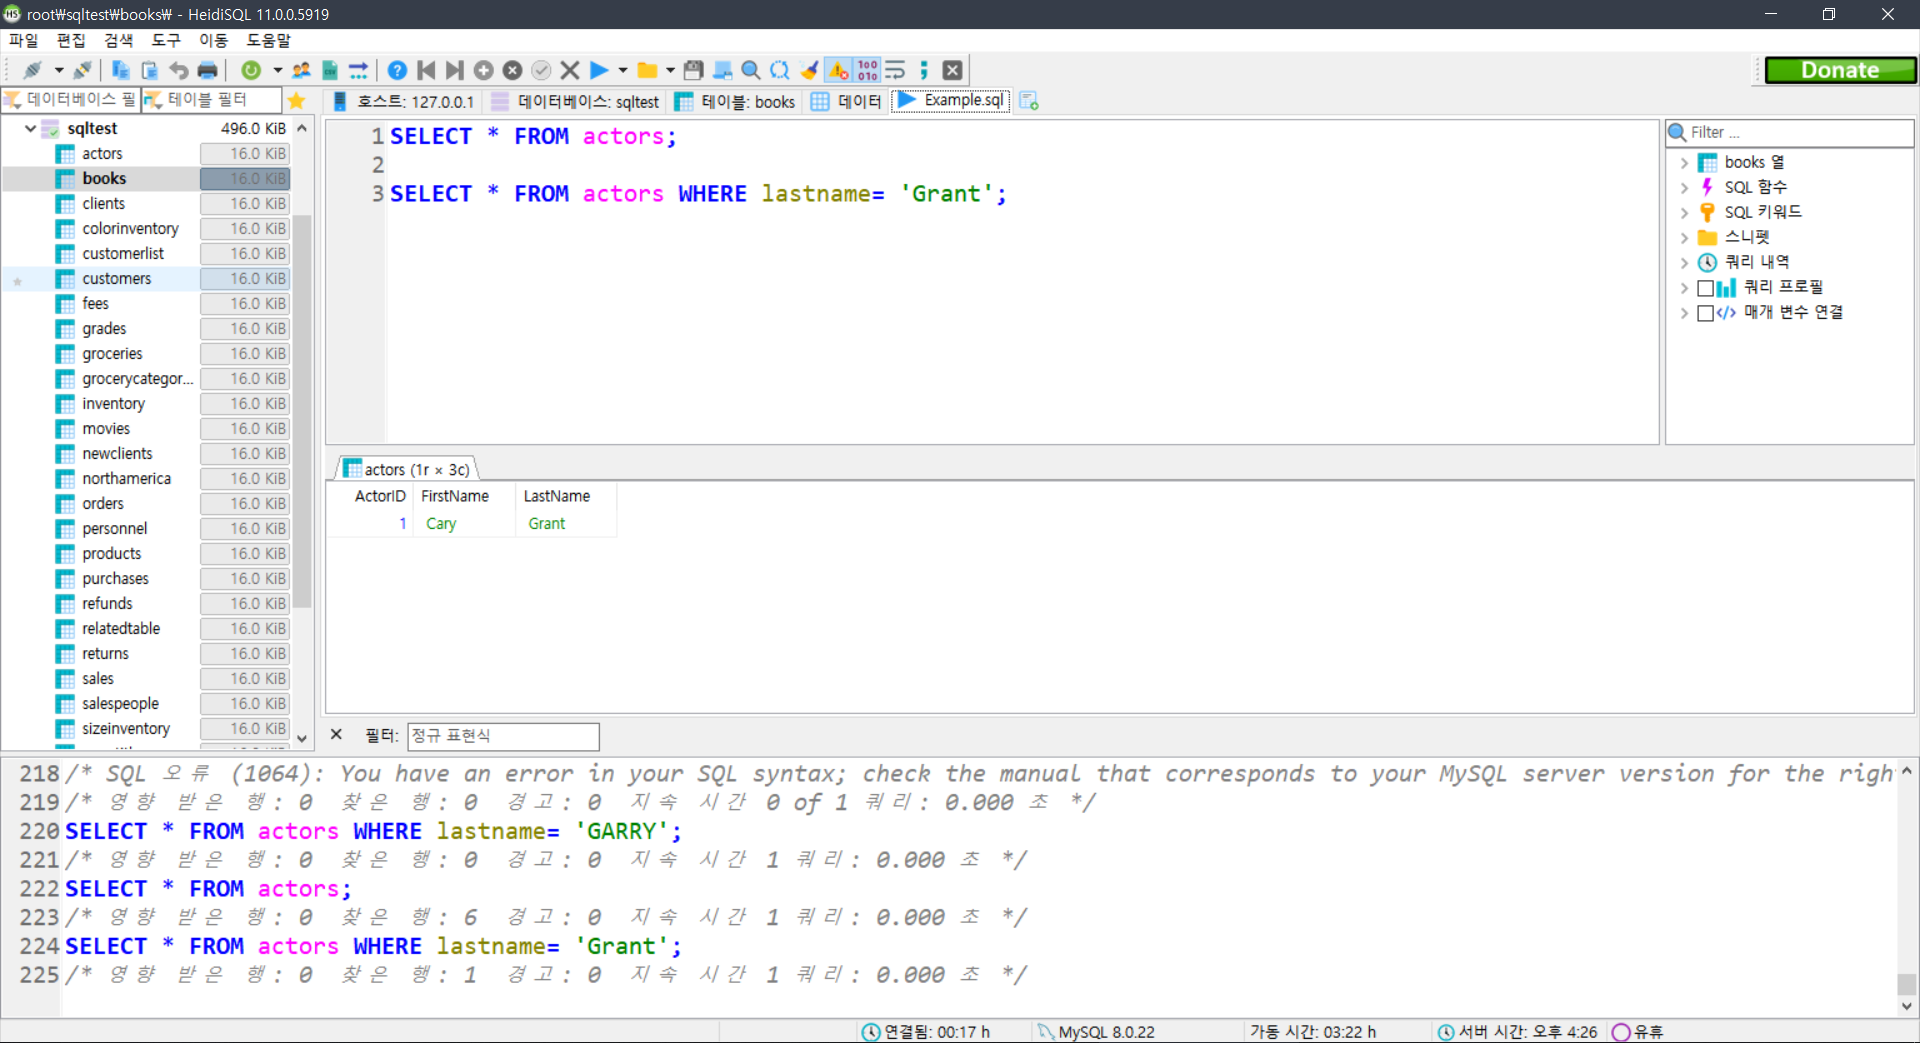 root₩sqltest₩books₩ - HeidiSQL 11.0.0.5919
파일 편집 검색 도구 이동 도움말
Donate
데이터베이스 필 테이블 필터
호스트: 127.0.0.1 데이터베이스: sqltest 테이블: books 데이터 Example.sql
sqltest 496.0 KiB
actors 16.0 KiB
books 16.0 KiB
clients 16.0 KiB
colorinventory 16.0 KiB
customerlist 16.0 KiB
customers 16.0 KiB
fees 16.0 KiB
grades 16.0 KiB
groceries 16.0 KiB
grocerycategor... 16.0 KiB
inventory 16.0 KiB
movies 16.0 KiB
newclients 16.0 KiB
northamerica 16.0 KiB
orders 16.0 KiB
personnel 16.0 KiB
products 16.0 KiB
purchases 16.0 KiB
refunds 16.0 KiB
relatedtable 16.0 KiB
returns 16.0 KiB
sales 16.0 KiB
salespeople 16.0 KiB
sizeinventory 16.0 KiB
1 SELECT * FROM actors;
2
3 SELECT * FROM actors WHERE lastname= 'Grant';
Filter ...
books 열
SQL 함수
SQL 키워드
스니펫
쿼리 내역
쿼리 프로필
매개 변수 연결
actors (1r × 3c)
ActorID FirstName LastName
1 Cary Grant
필터: 정규 표현식
218 /* SQL 오류 (1064): You have an error in your SQL syntax; check the manual that corresponds to your MySQL server version for the righ
219 /* 영향 받은 행: 0 찾은 행: 0 경고: 0 지속 시간 0 of 1 쿼리: 0.000 초 */
220 SELECT * FROM actors WHERE lastname= 'GARRY';
221 /* 영향 받은 행: 0 찾은 행: 0 경고: 0 지속 시간 1 쿼리: 0.000 초 */
222 SELECT * FROM actors;
223 /* 영향 받은 행: 0 찾은 행: 6 경고: 0 지속 시간 1 쿼리: 0.000 초 */
224 SELECT * FROM actors WHERE lastname= 'Grant';
225 /* 영향 받은 행: 0 찾은 행: 1 경고: 0 지속 시간 1 쿼리: 0.000 초 */
연결됨: 00:17 h MySQL 8.0.22 가동 시간: 03:22 h 서버 시간: 오후 4:26 유휴